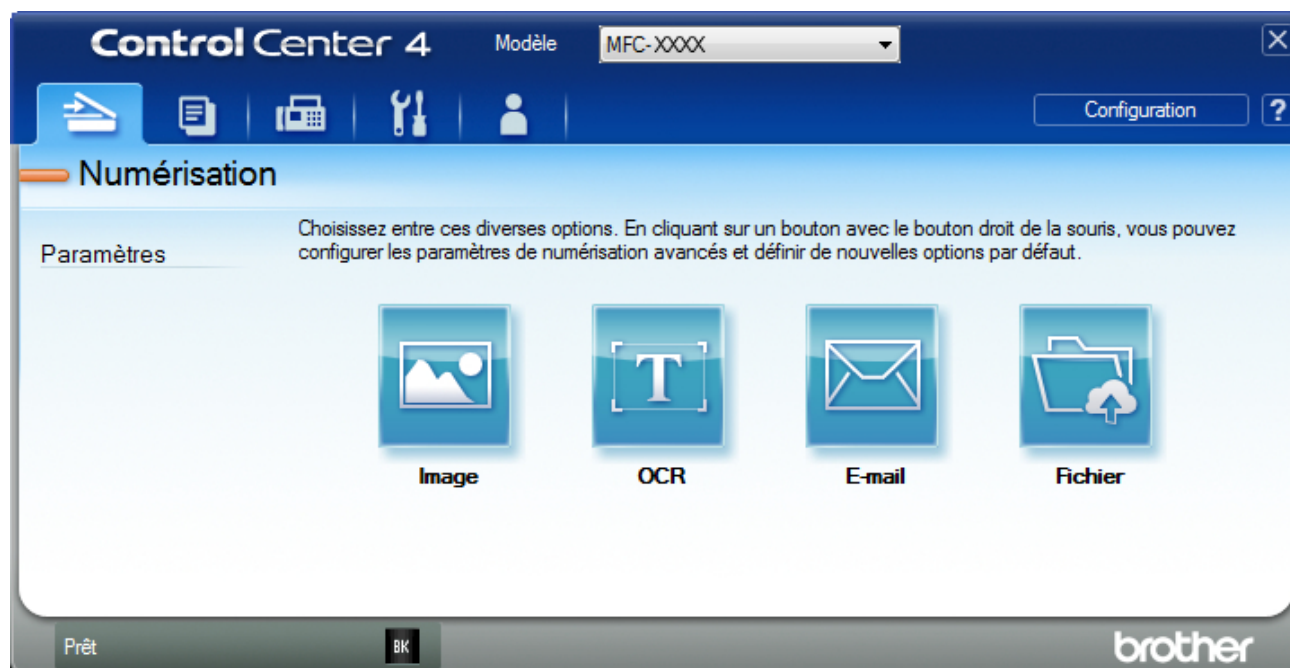 Control Center 4
Modèle
MFC-XXXX
Configuration
?
Numérisation
Paramètres
Choisissez entre ces diverses options. En cliquant sur un bouton avec le bouton droit de la souris, vous pouvez
configurer les paramètres de numérisation avancés et définir de nouvelles options par défaut.
T
Image
OCR
E-mail
Fichier
Prêt
BK
brother